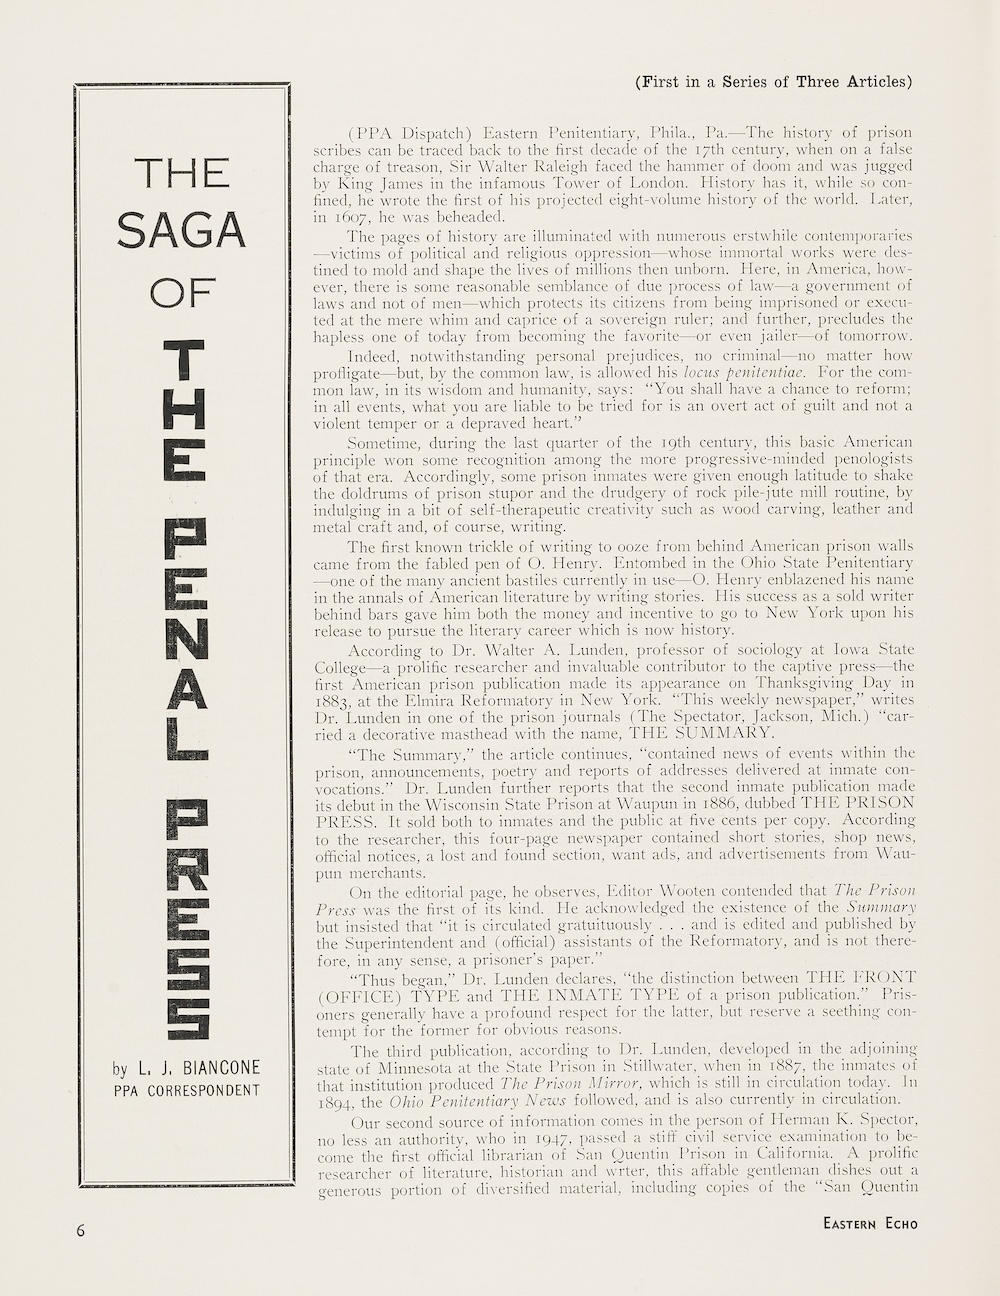 (First in a Series of Three Articles)
THE
SAGA
OF
THE
PENAL
PRESS
by L. J. BIANCONE
PPA CORRESPONDENT
(PPA Dispatch) Eastern Penitentiary, Phila., Pa.—The history of prison
scribes can be traced back to the first decade of the 17th century, when on a false
charge of treason, Sir Walter Raleigh faced the hammer of doom and was jugged
by King James in the infamous Tower of London. History has it, while so con-
fined, he wrote the first of his projected eight-volume history of the world. Later,
in 1607, he was beheaded.
The pages of history are illuminated with numerous erstwhile contemporaries
—victims of political and religious oppression—whose immortal works were des-
tined to mold and shape the lives of millions then unborn. Here, in America, how-
ever, there is some reasonable semblance of due process of law—a government of
laws and not of men—which protects its citizens from being imprisoned or execu-
ted at the mere whim and caprice of a sovereign ruler; and further, precludes the
hapless one of today from becoming the favorite—or even jailer—of tomorrow.
Indeed, notwithstanding personal prejudices, no criminal—no matter how
profligate—but, by the common law, is allowed his locus penitentiae. For the com-
mon law, in its wisdom and humanity, says: “You shall have a chance to reform;
in all events, what you are liable to be tried for is an overt act of guilt and not a
violent temper or a depraved heart.”
Sometime, during the last quarter of the 19th century, this basic American
principle won some recognition among the more progressive-minded penologists
of that era. Accordingly, some prison inmates were given enough latitude to shake
the doldrums of prison stupor and the drudgery of rock pile-jute mill routine, by
indulging in a bit of self-therapeutic creativity such as wood carving, leather and
metal craft and, of course, writing.
The first known trickle of writing to ooze from behind American prison walls
came from the fabled pen of O. Henry. Entombed in the Ohio State Penitentiary
—one of the many ancient bastiles currently in use—O. Henry enblazened his name
in the annals of American literature by writing stories. His success as a sold writer
behind bars gave him both the money and incentive to go to New York upon his
release to pursue the literary career which is now history.
According to Dr. Walter A. Lunden, professor of sociology at Iowa State
College—a prolific researcher and invaluable contributor to the captive press—the
first American prison publication made its appearance on Thanksgiving Day in
1883, at the Elmira Reformatory in New York. “This weekly newspaper,” writes
Dr. Lunden in one of the prison journals (The Spectator, Jackson, Mich.) “car-
ried a decorative masthead with the name, THE SUMMARY.
“The Summary,” the article continues, “contained news of events within the
prison, announcements, poetry and reports of addresses delivered at inmate con-
vocations.” Dr. Lunden further reports that the second inmate publication made
its debut in the Wisconsin State Prison at Waupun in 1886, dubbed THE PRISON
PRESS. It sold both to inmates and the public at five cents per copy. According
to the researcher, this four-page newspaper contained short stories, shop news,
official notices, a lost and found section, want ads, and advertisements from Wau-
pun merchants.
On the editorial page, he observes, Editor Wooten contended that The Prison
Press was the first of its kind. He acknowledged the existence of the Summary
but insisted that “it is circulated gratuituously . . . and is edited and published by
the Superintendent and (official) assistants of the Reformatory, and is not there-
fore, in any sense, a prisoner’s paper.”
“Thus began,” Dr. Lunden declares, “the distinction between THE FRONT
(OFFICE) TYPE and THE INMATE TYPE of a prison publication.” Pris-
oners generally have a profound respect for the latter, but reserve a seething con-
tempt for the former for obvious reasons.
The third publication, according to Dr. Lunden, developed in the adjoining
state of Minnesota at the State Prison in Stillwater, when in 1887, the inmates of
that institution produced The Prison Mirror, which is still in circulation today. In
1894, the Ohio Penitentiary News followed, and is also currently in circulation.
Our second source of information comes in the person of Herman K. Spector,
no less an authority, who in 1947, passed a stiff civil service examination to be-
come the first official librarian of San Quentin Prison in California. A prolific
researcher of literature, historian and wrter, this affable gentleman dishes out a
generous portion of diversified material, including copies of the “San Quentin
6
EASTERN ECHO